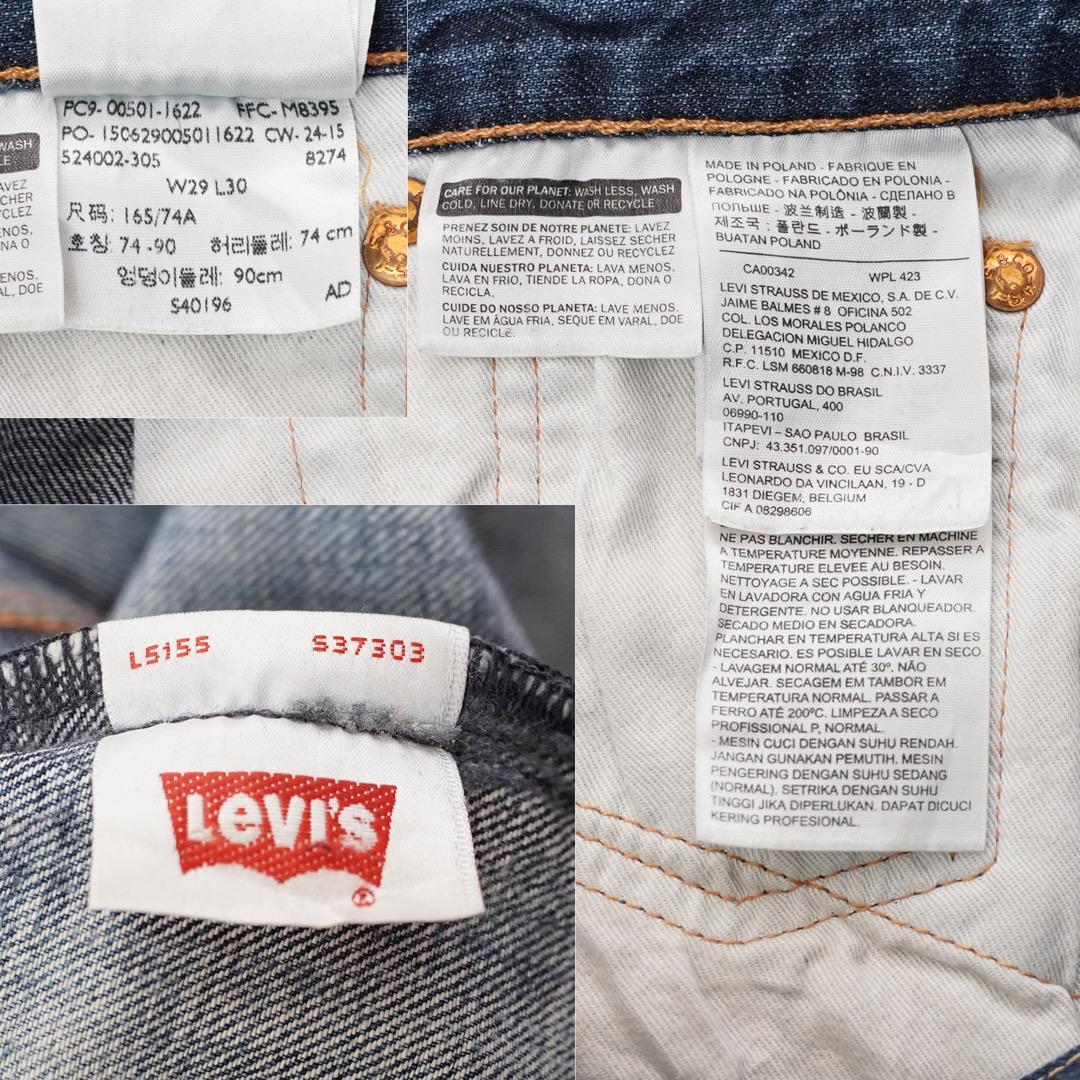 PC9-00501-1622 FFC-M8395
PO-150629005011622 CW-24-15
524002-305 8274
W29 L30
尺码: 165/74A
호칭 74-90 허리둘레: 74 cm
엉덩이둘레: 90cm
S40196 AD
WASH
LE
AVEZ
CHER
YCLEZ
ENOS,
NA O
ENOS,
AL, DOE
CARE FOR OUR PLANET: WASH LESS, WASH
COLD, LINE DRY, DONATE OR RECYCLE
PRENEZ SOIN DE NOTRE PLANETE: LAVEZ
MOINS, LAVEZ A FROID, LAISSEZ SECHER
NATURELLEMENT, DONNEZ OU RECYCLEZ
CUIDA NUESTRO PLANETA: LAVA MENOS,
LAVA EN FRIO, TIENDE LA ROPA, DONA O
RECICLA,
CUIDE DO NOSSO PLANETA: LAVE MENOS,
LAVE EM ÁGUA FRIA, SEQUE EM VARAL, DOE
OU RECICLE.
MADE IN POLAND - FABRIQUE EN
POLOGNE - FABRICADO EN POLONIA -
FABRICADO NA POLÔNIA - СДЕЛАНО В
ПОЛЬШЕ - 波兰制造 - 波蘭製 -
제조국 : 폴란드 - ポーランド製 -
BUATAN POLAND
CA00342 WPL 423
LEVI STRAUSS DE MEXICO, S.A. DE C.V.
JAIME BALMES # 8 OFICINA 502
COL. LOS MORALES POLANCO
DELEGACION MIGUEL HIDALGO
C.P. 11510 MEXICO D.F.
R.F.C. LSM 660818 M-98 C.N.I.V. 3337
LEVI STRAUSS DO BRASIL
AV. PORTUGAL, 400
06990-110
ITAPEVI – SAO PAULO BRASIL
CNPJ: 43.351.097/0001-90
LEVI STRAUSS & CO. EU SCA/CVA
LEONARDO DA VINCILAAN, 19 - D
1831 DIEGEM, BELGIUM
CIF A 08298606
NE PAS BLANCHIR. SECHER EN MACHINE
A TEMPERATURE MOYENNE. REPASSER A
TEMPERATURE ELEVEE AU BESOIN.
NETTOYAGE A SEC POSSIBLE. - LAVAR
EN LAVADORA CON AGUA FRIA Y
DETERGENTE. NO USAR BLANQUEADOR.
SECADO MEDIO EN SECADORA.
PLANCHAR EN TEMPERATURA ALTA SI ES
NECESARIO. ES POSIBLE LAVAR EN SECO.
- LAVAGEM NORMAL ATÉ 30º. NÃO
ALVEJAR. SECAGEM EM TAMBOR EM
TEMPERATURA NORMAL. PASSAR A
FERRO ATÉ 200ºC. LIMPEZA A SECO
PROFISSIONAL P, NORMAL.
- MESIN CUCI DENGAN SUHU RENDAH.
JANGAN GUNAKAN PEMUTIH. MESIN
PENGERING DENGAN SUHU SEDANG
(NORMAL). SETRIKA DENGAN SUHU
TINGGI JIKA DIPERLUKAN. DAPAT DICUCI
KERING PROFESIONAL.
L5155 S37303
Levi's
®